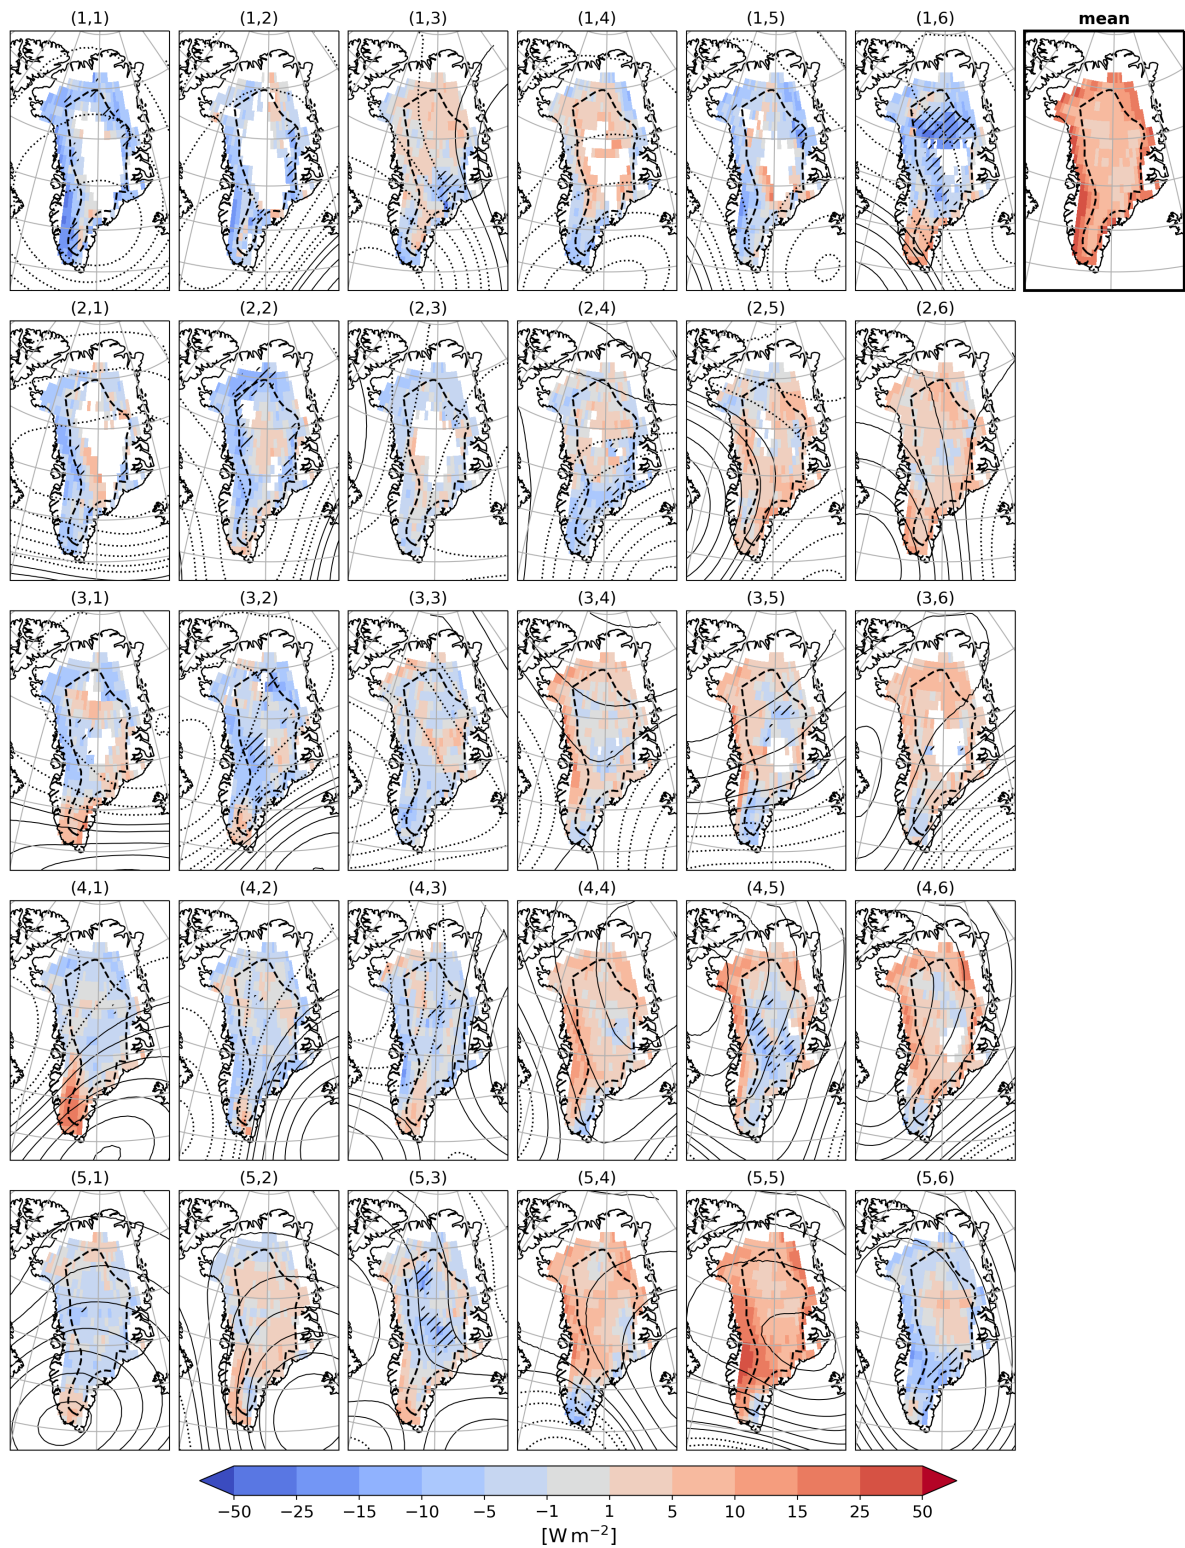 (1,1) (1,2) (1,3) (1,4) (1,5) (1,6) mean
(2,1) (2,2) (2,3) (2,4) (2,5) (2,6)
(3,1) (3,2) (3,3) (3,4) (3,5) (3,6)
(4,1) (4,2) (4,3) (4,4) (4,5) (4,6)
(5,1) (5,2) (5,3) (5,4) (5,5) (5,6)
−50 −25 −15 −10 −5 −1 1 5 10 15 25 50
[W m⁻²]